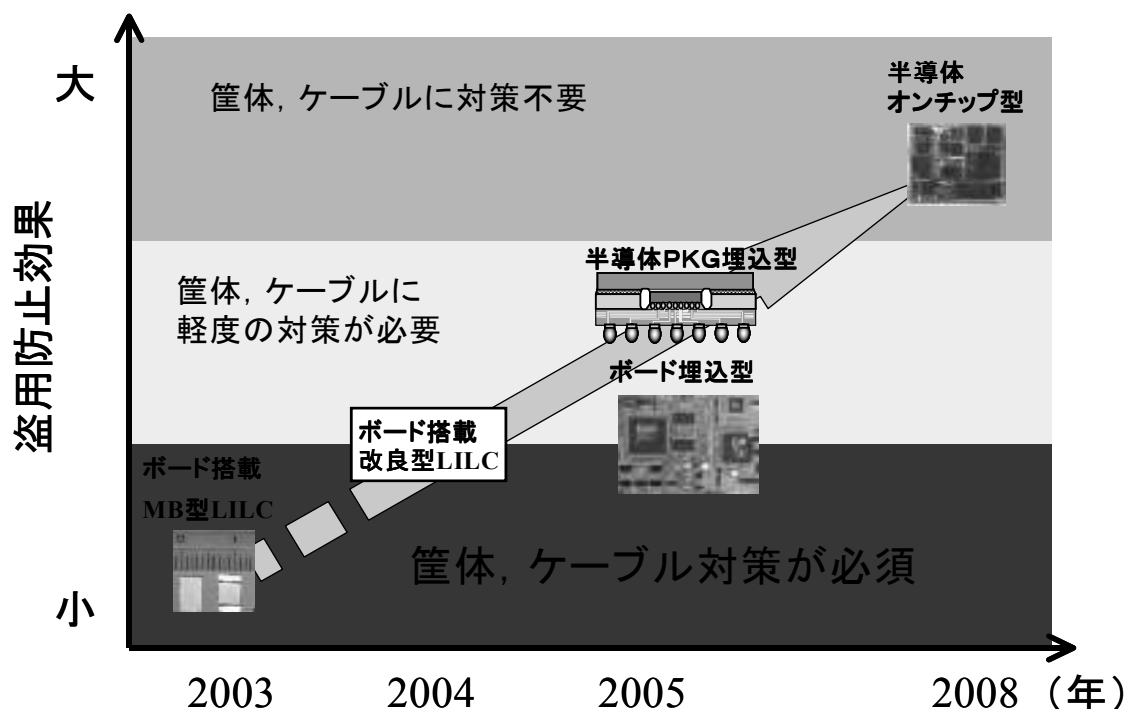 大
筐体，ケーブルに対策不要
半導体
オンチップ型
盗用防止効果
半導体PKG埋込型
筐体，ケーブルに
軽度の対策が必要
ボード埋込型
ボード搭載
改良型LILC
ボード搭載
MB型LILC
筐体，ケーブル対策が必須
小
2003
2004
2005
2008（年）